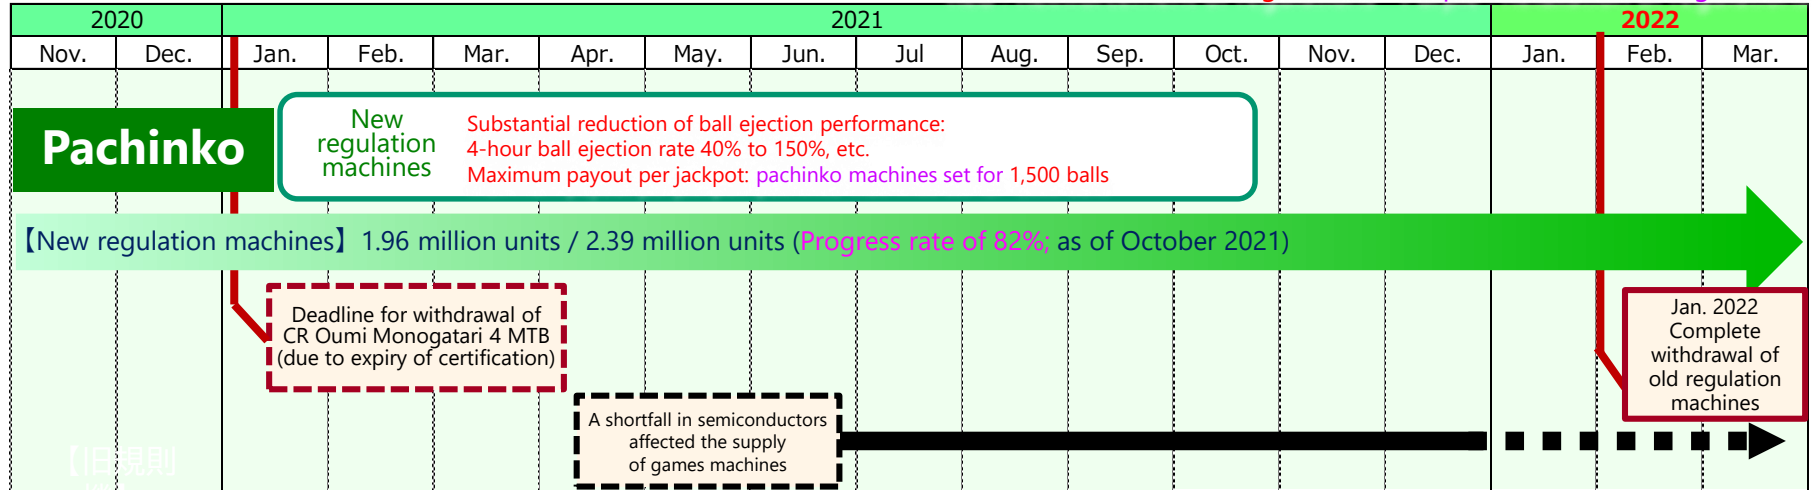 2020
2021
2022
Nov.
Dec.
Jan.
Feb.
Mar.
Apr.
May.
Jun.
Jul
Aug.
Sep.
Oct.
Nov.
Dec.
Jan.
Feb.
Mar.
Pachinko
New
regulation
machines
Substantial reduction of ball ejection performance:
4-hour ball ejection rate 40% to 150%, etc.
Maximum payout per jackpot: pachinko machines set for 1,500 balls
【New regulation machines】 1.96 million units / 2.39 million units (Progress rate of 82%; as of October 2021)
Deadline for withdrawal of
CR Oumi Monogatari 4 MTB
(due to expiry of certification)
Jan. 2022
Complete
withdrawal of
old regulation
machines
A shortfall in semiconductors
affected the supply
of games machines
【旧規則